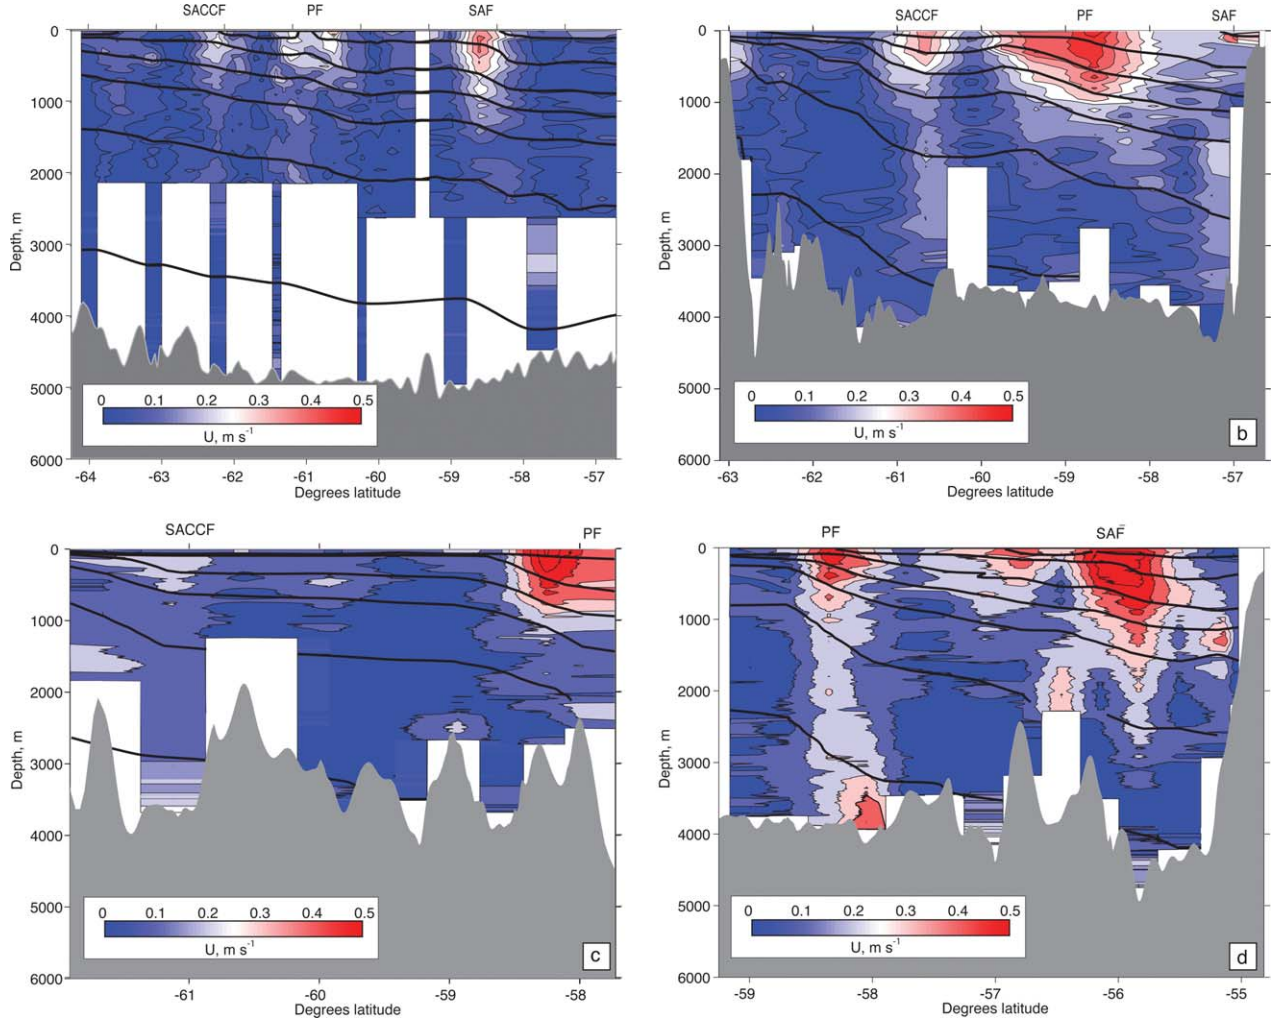 SACCF PF SAF
0
1000
2000
3000
4000
5000
6000
Depth, m
0 0.1 0.2 0.3 0.4 0.5
U, m s-1
-64 -63 -62 -61 -60 -59 -58 -57
Degrees latitude
SACCF PF SAF
0
1000
2000
3000
4000
5000
6000
Depth, m
0 0.1 0.2 0.3 0.4 0.5
U, m s-1
b
-63 -62 -61 -60 -59 -58 -57
Degrees latitude
SACCF PF
0
1000
2000
3000
4000
5000
6000
Depth, m
0 0.1 0.2 0.3 0.4 0.5
U, m s-1
c
-61 -60 -59 -58
Degrees latitude
PF SAF
0
1000
2000
3000
4000
5000
6000
Depth, m
0 0.1 0.2 0.3 0.4 0.5
U, m s-1
d
-59 -58 -57 -56 -55
Degrees latitude